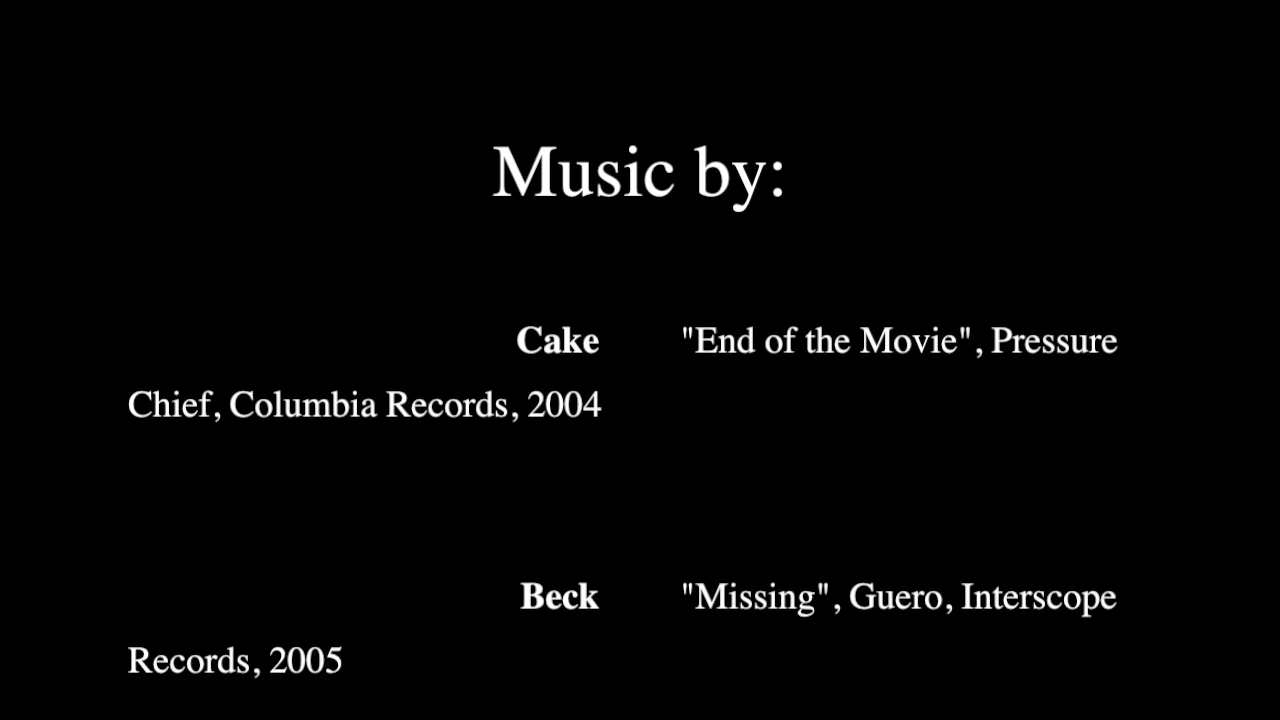 Music by:
Cake "End of the Movie", Pressure
Chief, Columbia Records, 2004
Beck "Missing", Guero, Interscope
Records, 2005